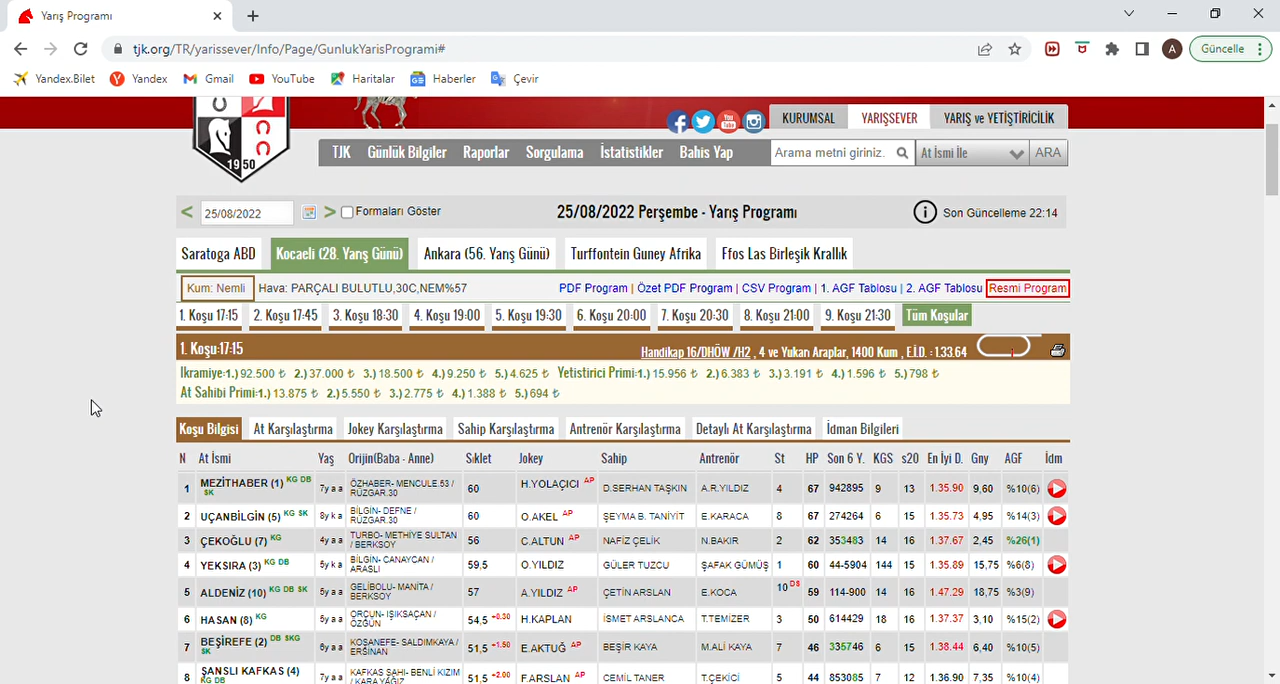 Yarış Programı
tjk.org/TR/yarissever/Info/Page/GunlukYarisProgrami#
A
Güncelle
Yandex.Bilet Yandex Gmail YouTube Haritalar Haberler Çevir
1950
KURUMSAL YARIŞSEVER YARIŞ ve YETİŞTİRİCİLİK
TJK Günlük Bilgiler Raporlar Sorgulama İstatistikler Bahis Yap Arama metni giriniz. At İsmi İle ARA
< 25/08/2022 > Formaları Göster 25/08/2022 Perşembe - Yarış Programı Son Güncelleme 22:14
Saratoga ABD Kocaeli (28. Yarış Günü) Ankara (56. Yarış Günü) Turffontein Guney Afrika Ffos Las Birleşik Krallık
Kum: Nemli Hava: PARÇALI BULUTLU,30C,NEM%57 PDF Program | Özet PDF Program | CSV Program | 1. AGF Tablosu | 2. AGF Tablosu Resmi Program
1. Koşu 17:15 2. Koşu 17:45 3. Koşu 18:30 4. Koşu 19:00 5. Koşu 19:30 6. Koşu 20:00 7. Koşu 20:30 8. Koşu 21:00 9. Koşu 21:30 Tüm Koşular
1. Koşu:17:15 Handikap 16/DHÖW /H2 , 4 ve Yukarı Araplar, 1400 Kum , E.İ.D. : 1.33.64
Ikramiye:1.) 92.500 ₺ 2.) 37.000 ₺ 3.) 18.500 ₺ 4.) 9.250 ₺ 5.) 4.625 ₺ Yetistirici Primi:1.) 15.956 ₺ 2.) 6.383 ₺ 3.) 3.191 ₺ 4.) 1.596 ₺ 5.) 798 ₺
At Sahibi Primi:1.) 13.875 ₺ 2.) 5.550 ₺ 3.) 2.775 ₺ 4.) 1.388 ₺ 5.) 694 ₺
Koşu Bilgisi At Karşılaştırma Jokey Karşılaştırma Sahip Karşılaştırma Antrenör Karşılaştırma Detaylı At Karşılaştırma İdman Bilgileri
N At İsmi Yaş Orijin(Baba - Anne) Sıklet Jokey Sahip Antrenör St HP Son 6 Y. KGS s20 En İyi D. Gny AGF İdm
1 MEZİTHABER (1) KG DB SK 7y a a ÖZHABER- MENCULE.53 / RÜZGAR.30 60 H.YOLAÇICI AP D.SERHAN TAŞKIN A.R.YILDIZ 4 67 942895 9 13 1.35.90 9,60 %10(6)
2 UÇANBİLGİN (5) KG SK 8y k a BİLGİN- DEFNE / RÜZGAR.30 60 O.AKEL AP ŞEYMA B. TANİYİT E.KARACA 8 67 274264 6 15 1.35.73 4,95 %14(3)
3 ÇEKOĞLU (7) KG 4y a a TURBO- METHİYE SULTAN / BERKSOY 56 C.ALTUN AP NAFİZ ÇELİK N.BAKIR 2 62 353483 14 16 1.37.67 2,45 %26(1)
4 YEKSIRA (3) KG DB 5y k a BİLGİN- CANAYCAN / ARASLI 59,5 O.YILDIZ GÜLER TUZCU ŞAFAK GÜMÜŞ 1 60 44-5904 144 15 1.35.89 15,75 %6(8)
5 ALDENİZ (10) KG DB SK 5y a a GELİBOLU- MANİTA / BERKSOY 57 A.YILDIZ AP ÇETİN ARSLAN E.KOCA 10 DS 59 114-900 14 16 1.47.29 18,75 %3(9)
6 HASAN (8) KG 5y a a ORÇUN- IŞIKSAÇAN / ÖZGÜN 54,5 +0.30 H.KAPLAN İSMET ARSLANCA T.TEMİZER 3 50 614429 18 16 1.37.37 3,10 %15(2)
7 BEŞİREFE (2) DB SKG SK 6y a a KOŞANEFE- SALDIMKAYA / ERSİNAN 51,5 +1.50 E.AKTUĞ AP BEŞİR KAYA M.ALİ KAYA 7 46 335746 6 15 1.38.44 6,40 %10(5)
8 ŞANSLI KAFKAS (4) KG DB 5y a a KAFKAS ŞAHI- BENLİ KIZIM / KARAYAĞIZ 51,5 +2.00 F.ARSLAN AP CEMİL TANER T.ÇEKİCİ 5 44 853085 7 12 1.36.90 7,35 %10(4)